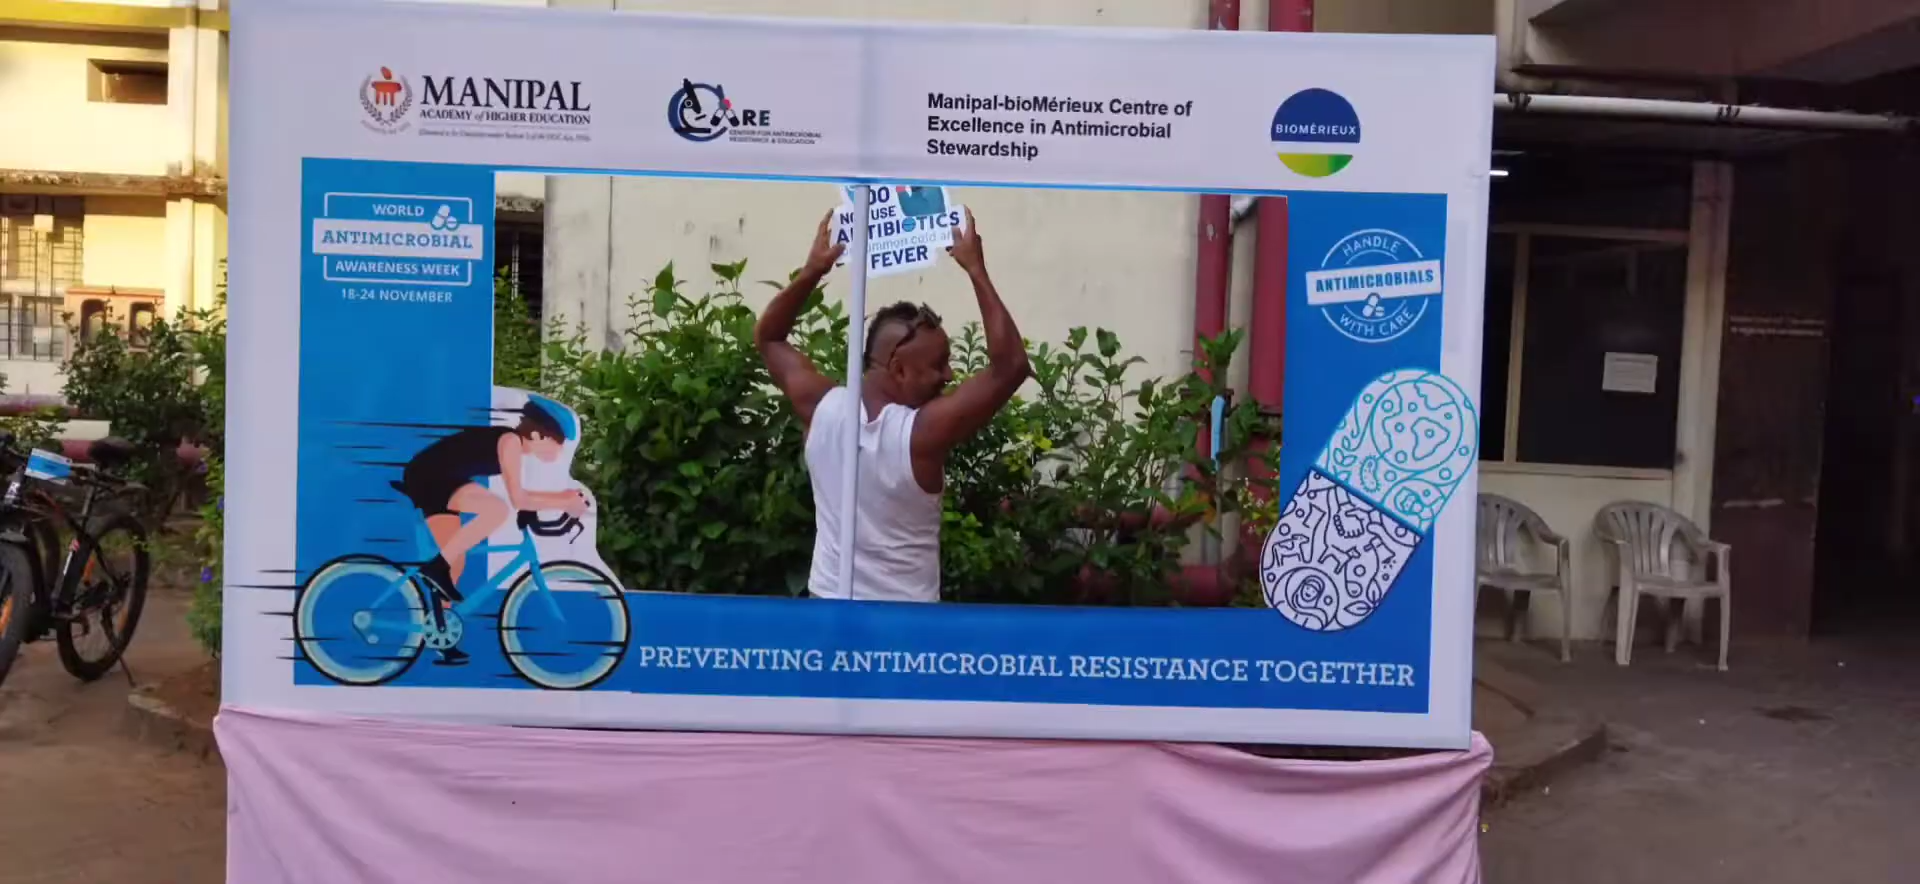 MANIPAL
ACADEMY of HIGHER EDUCATION
CARE
CENTER FOR ANTIMICROBIAL
RESISTANCE & EDUCATION
Manipal-bioMérieux Centre of
Excellence in Antimicrobial
Stewardship
BIOMÉRIEUX
WORLD
ANTIMICROBIAL
AWARENESS WEEK
18-24 NOVEMBER
DO
USE
common cold
FEVER
HANDLE
ANTIMICROBIALS
WITH CARE
PREVENTING ANTIMICROBIAL RESISTANCE TOGETHER